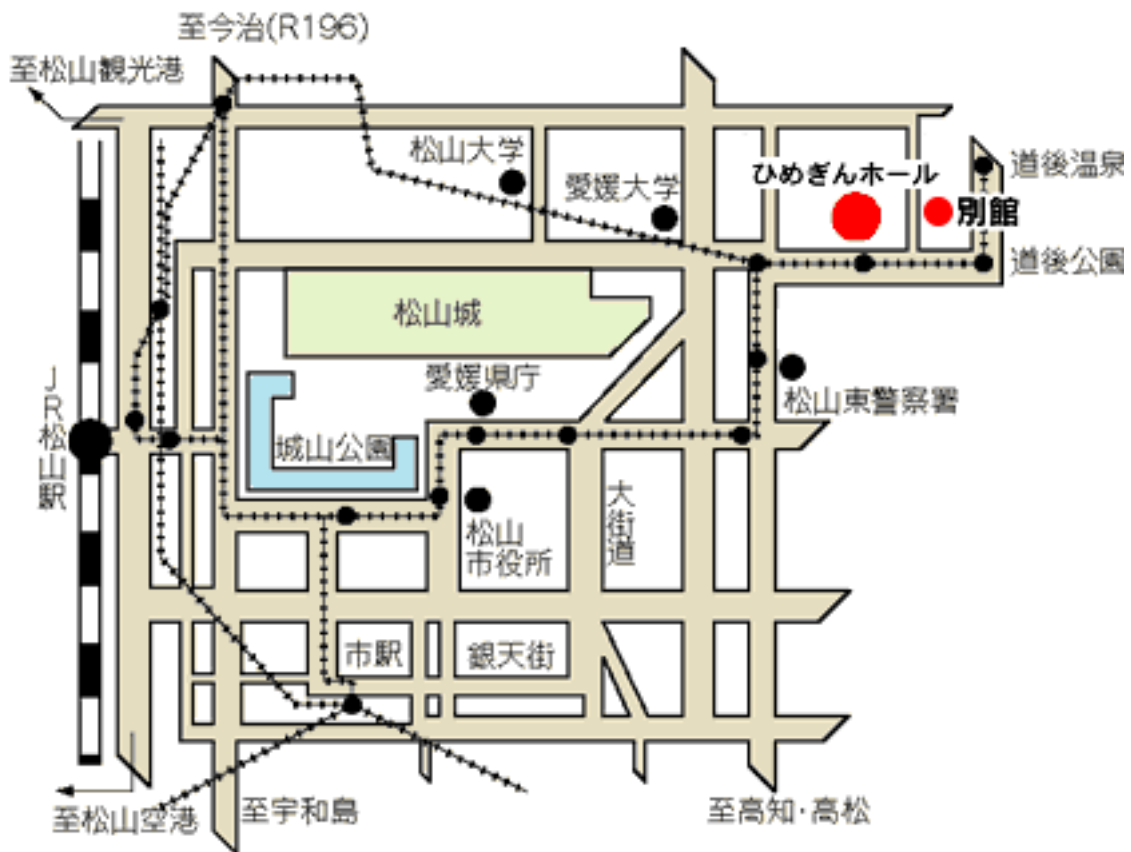 至今治(R196)
至松山観光港
松山大学
愛媛大学
ひめぎんホール
道後温泉
別館
道後公園
松山城
愛媛県庁
松山東警察署
JR松山駅
城山公園
大街道
松山
市役所
市駅
銀天街
至松山空港
至宇和島
至高知・高松